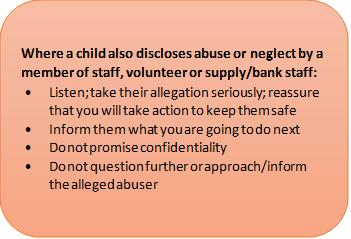 Where a child also discloses abuse or neglect by a
member of staff, volunteer or supply/bank staff:
• Listen; take their allegation seriously; reassure
that you will take action to keep them safe
• Inform them what you are going to do next
• Do not promise confidentiality
• Do not question further or approach/inform
the alleged abuser